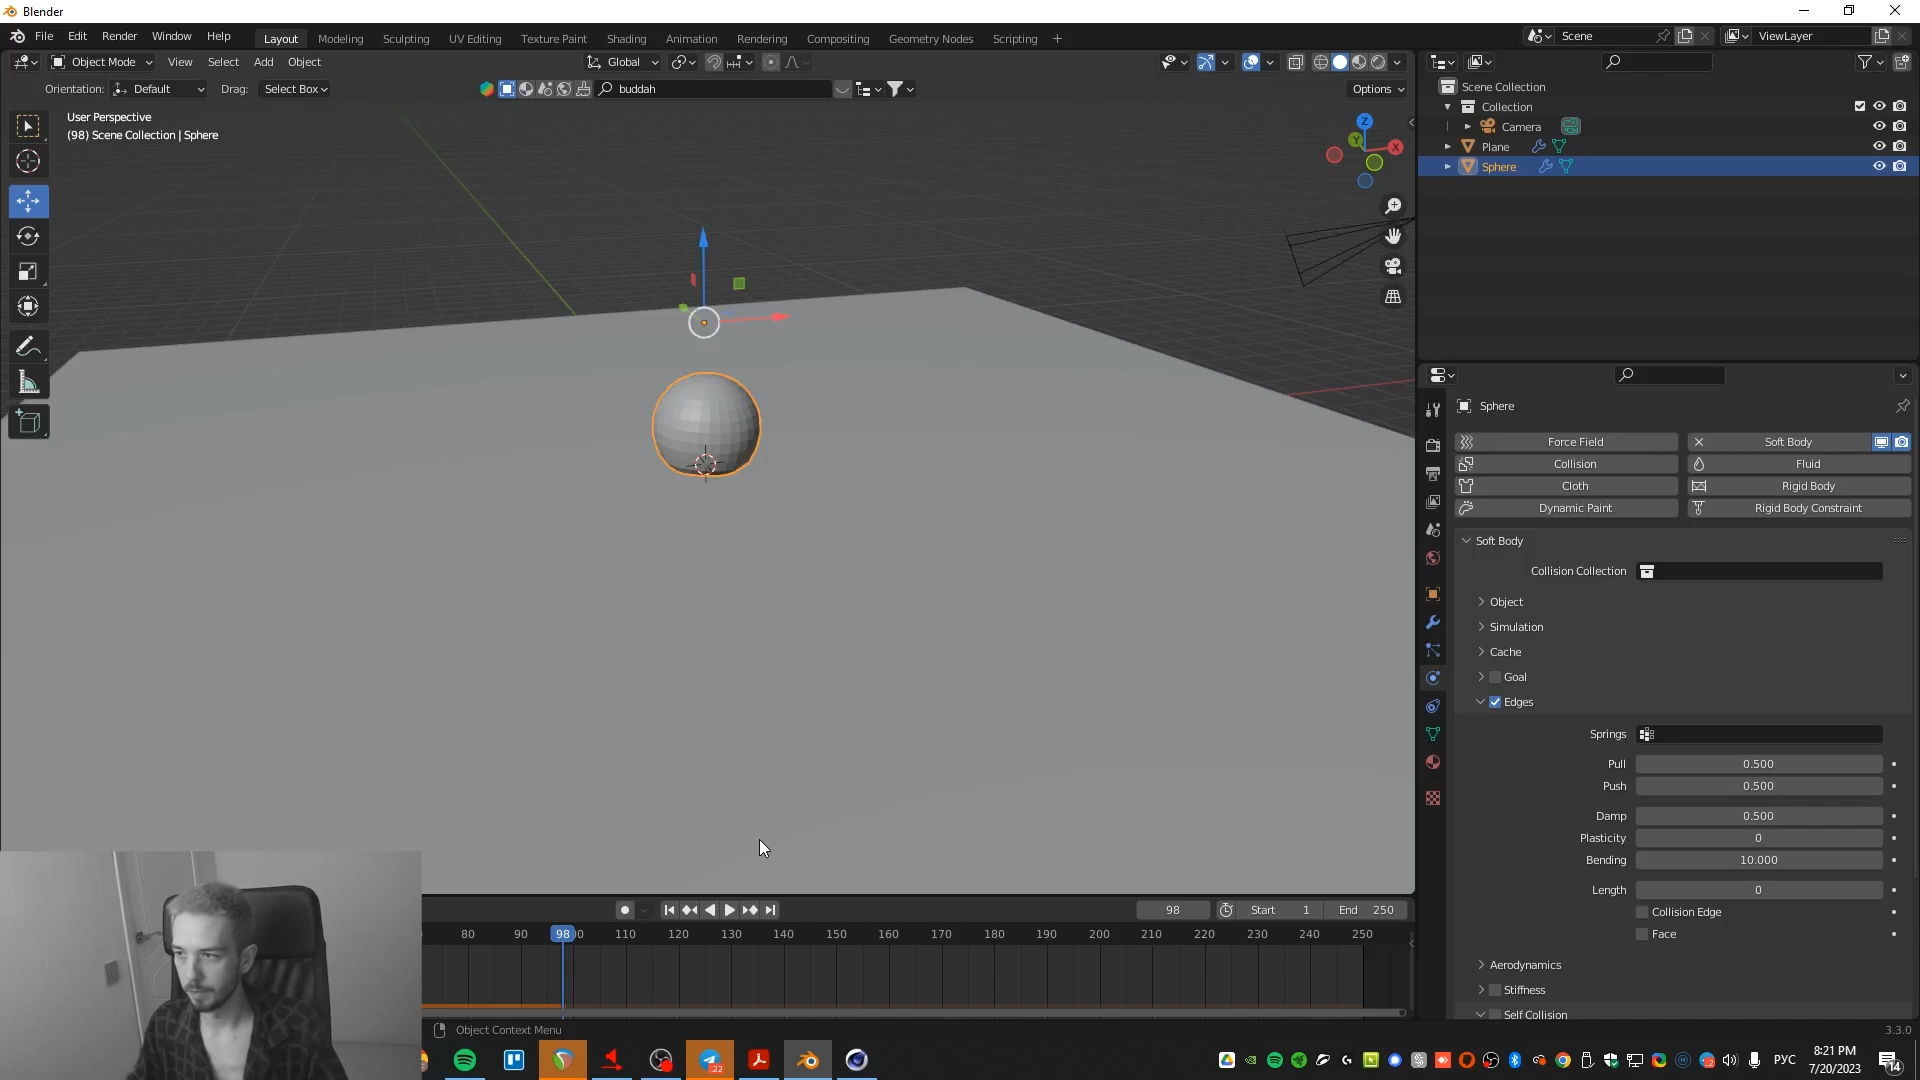 Blender
File Edit Render Window Help Layout Modeling Sculpting UV Editing Texture Paint Shading Animation Rendering Compositing Geometry Nodes Scripting + Scene ViewLayer
Object Mode View Select Add Object Global
Orientation: Default Drag: Select Box buddah Options
User Perspective
(98) Scene Collection | Sphere
Z
Y
X
Scene Collection
Collection
Camera
Plane
Sphere
Sphere
Force Field Soft Body
Collision Fluid
Cloth Rigid Body
Dynamic Paint Rigid Body Constraint
Soft Body
Collision Collection
Object
Simulation
Cache
Goal
Edges
Springs
Pull 0.500
Push 0.500
Damp 0.500
Plasticity 0
Bending 10.000
Length 0
Collision Edge
Face
Aerodynamics
Stiffness
Self Collision
98 Start 1 End 250
80 90 98 00 110 120 130 140 150 160 170 180 190 200 210 220 230 240 250
Object Context Menu 3.3.0
22 РУС 8:21 PM
7/20/2023 14